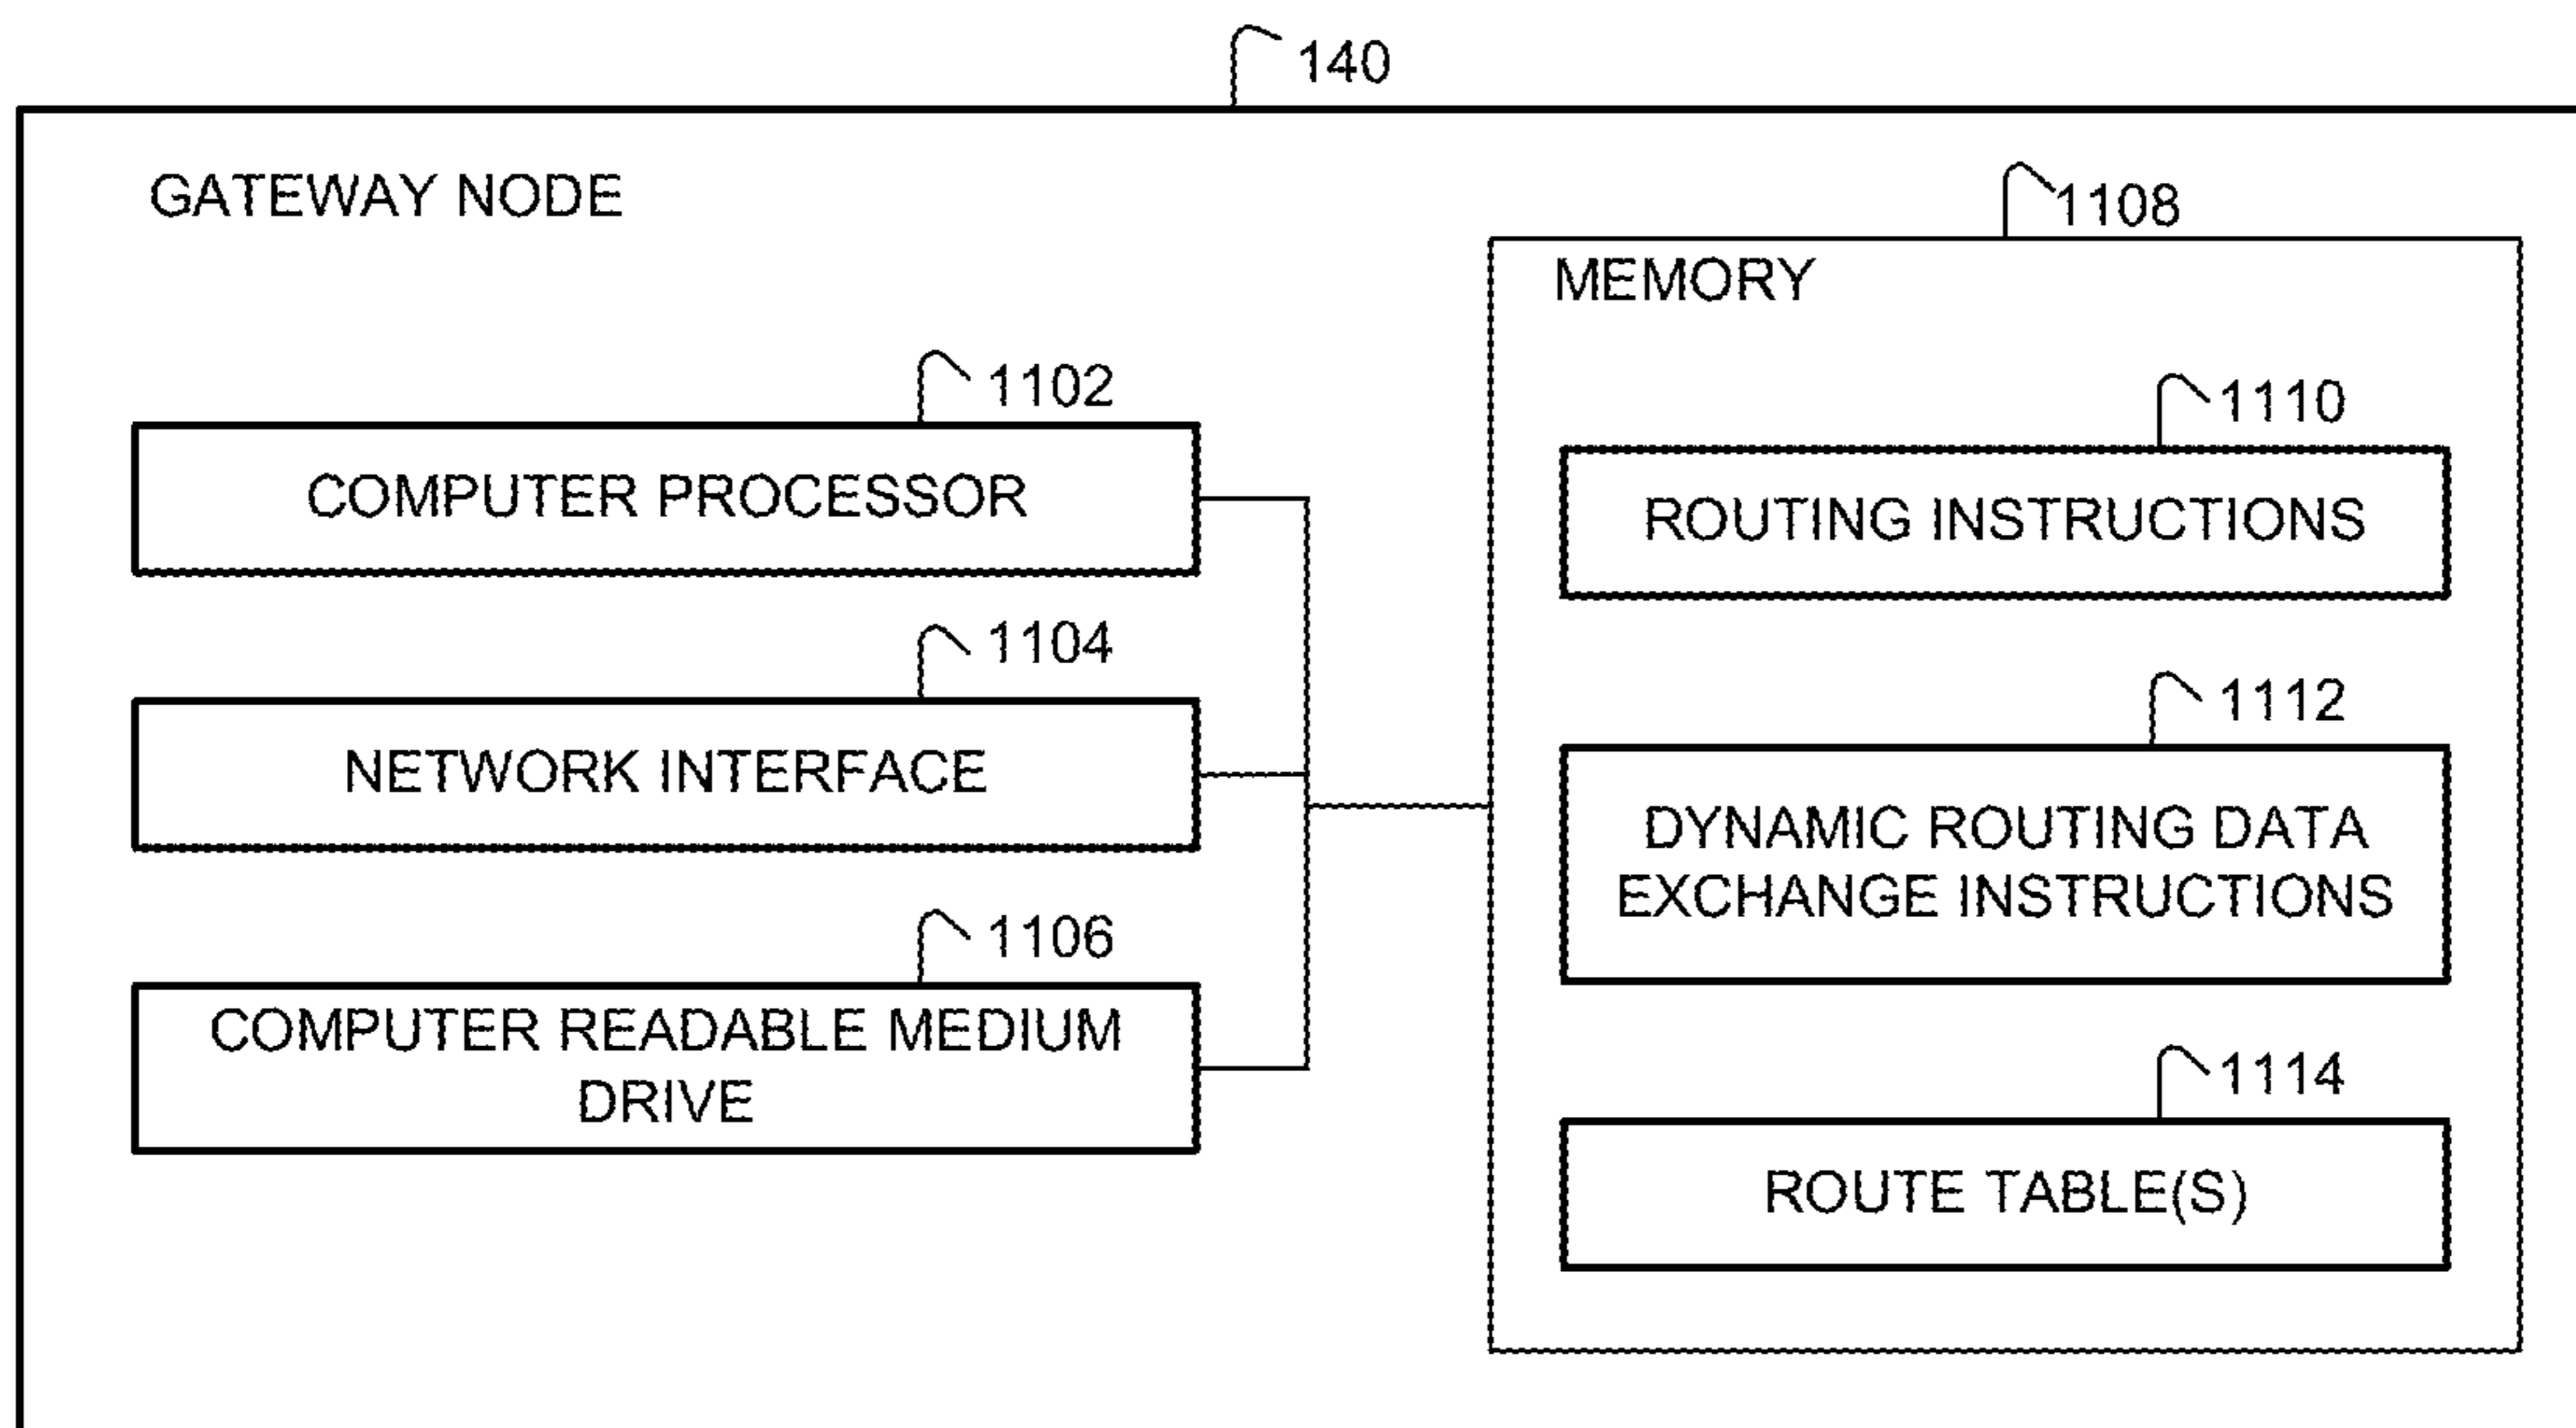 140
GATEWAY NODE
1108
MEMORY
1102
COMPUTER PROCESSOR
1110
ROUTING INSTRUCTIONS
1104
NETWORK INTERFACE
1112
DYNAMIC ROUTING DATA
EXCHANGE INSTRUCTIONS
1106
COMPUTER READABLE MEDIUM
DRIVE
1114
ROUTE TABLE(S)